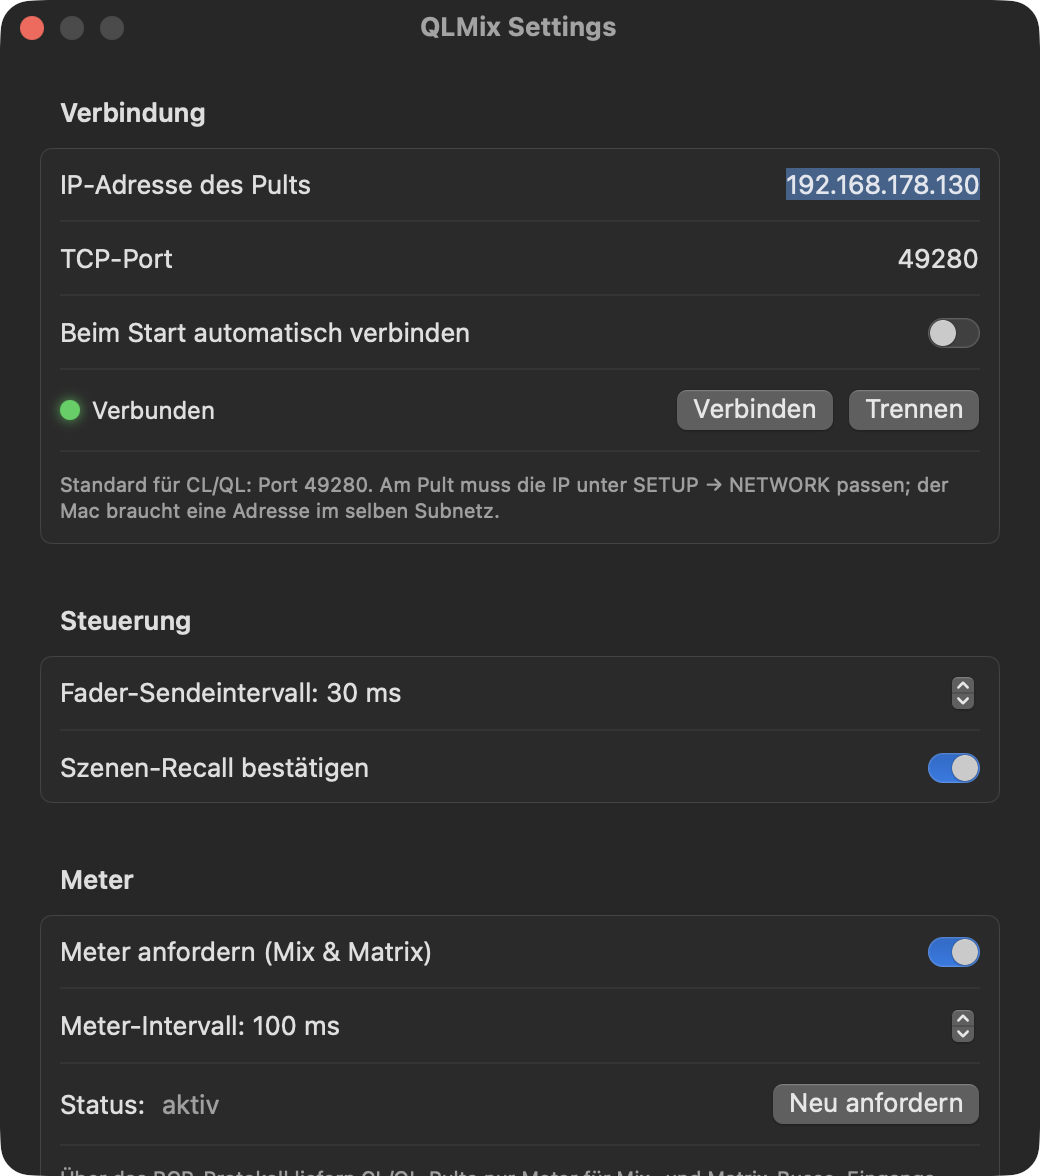 QLMix Settings
Verbindung
IP-Adresse des Pults
192.168.178.130
TCP-Port
49280
Beim Start automatisch verbinden
Verbunden
Verbinden
Trennen
Standard für CL/QL: Port 49280. Am Pult muss die IP unter SETUP → NETWORK passen; der
Mac braucht eine Adresse im selben Subnetz.
Steuerung
Fader-Sendeintervall: 30 ms
Szenen-Recall bestätigen
Meter
Meter anfordern (Mix & Matrix)
Meter-Intervall: 100 ms
Status: aktiv
Neu anfordern